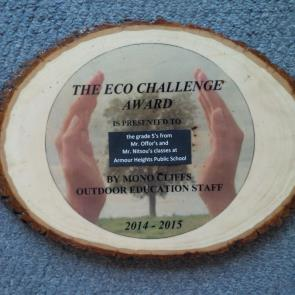 THE ECO CHALLENGE
AWARD
IS PRESENTED TO
the grade 5's from
Mr. Offor's and
Mr. Nitsou's classes at
Armour Heights Public School
BY MONO CLIFFS
OUTDOOR EDUCATION STAFF
2014 - 2015